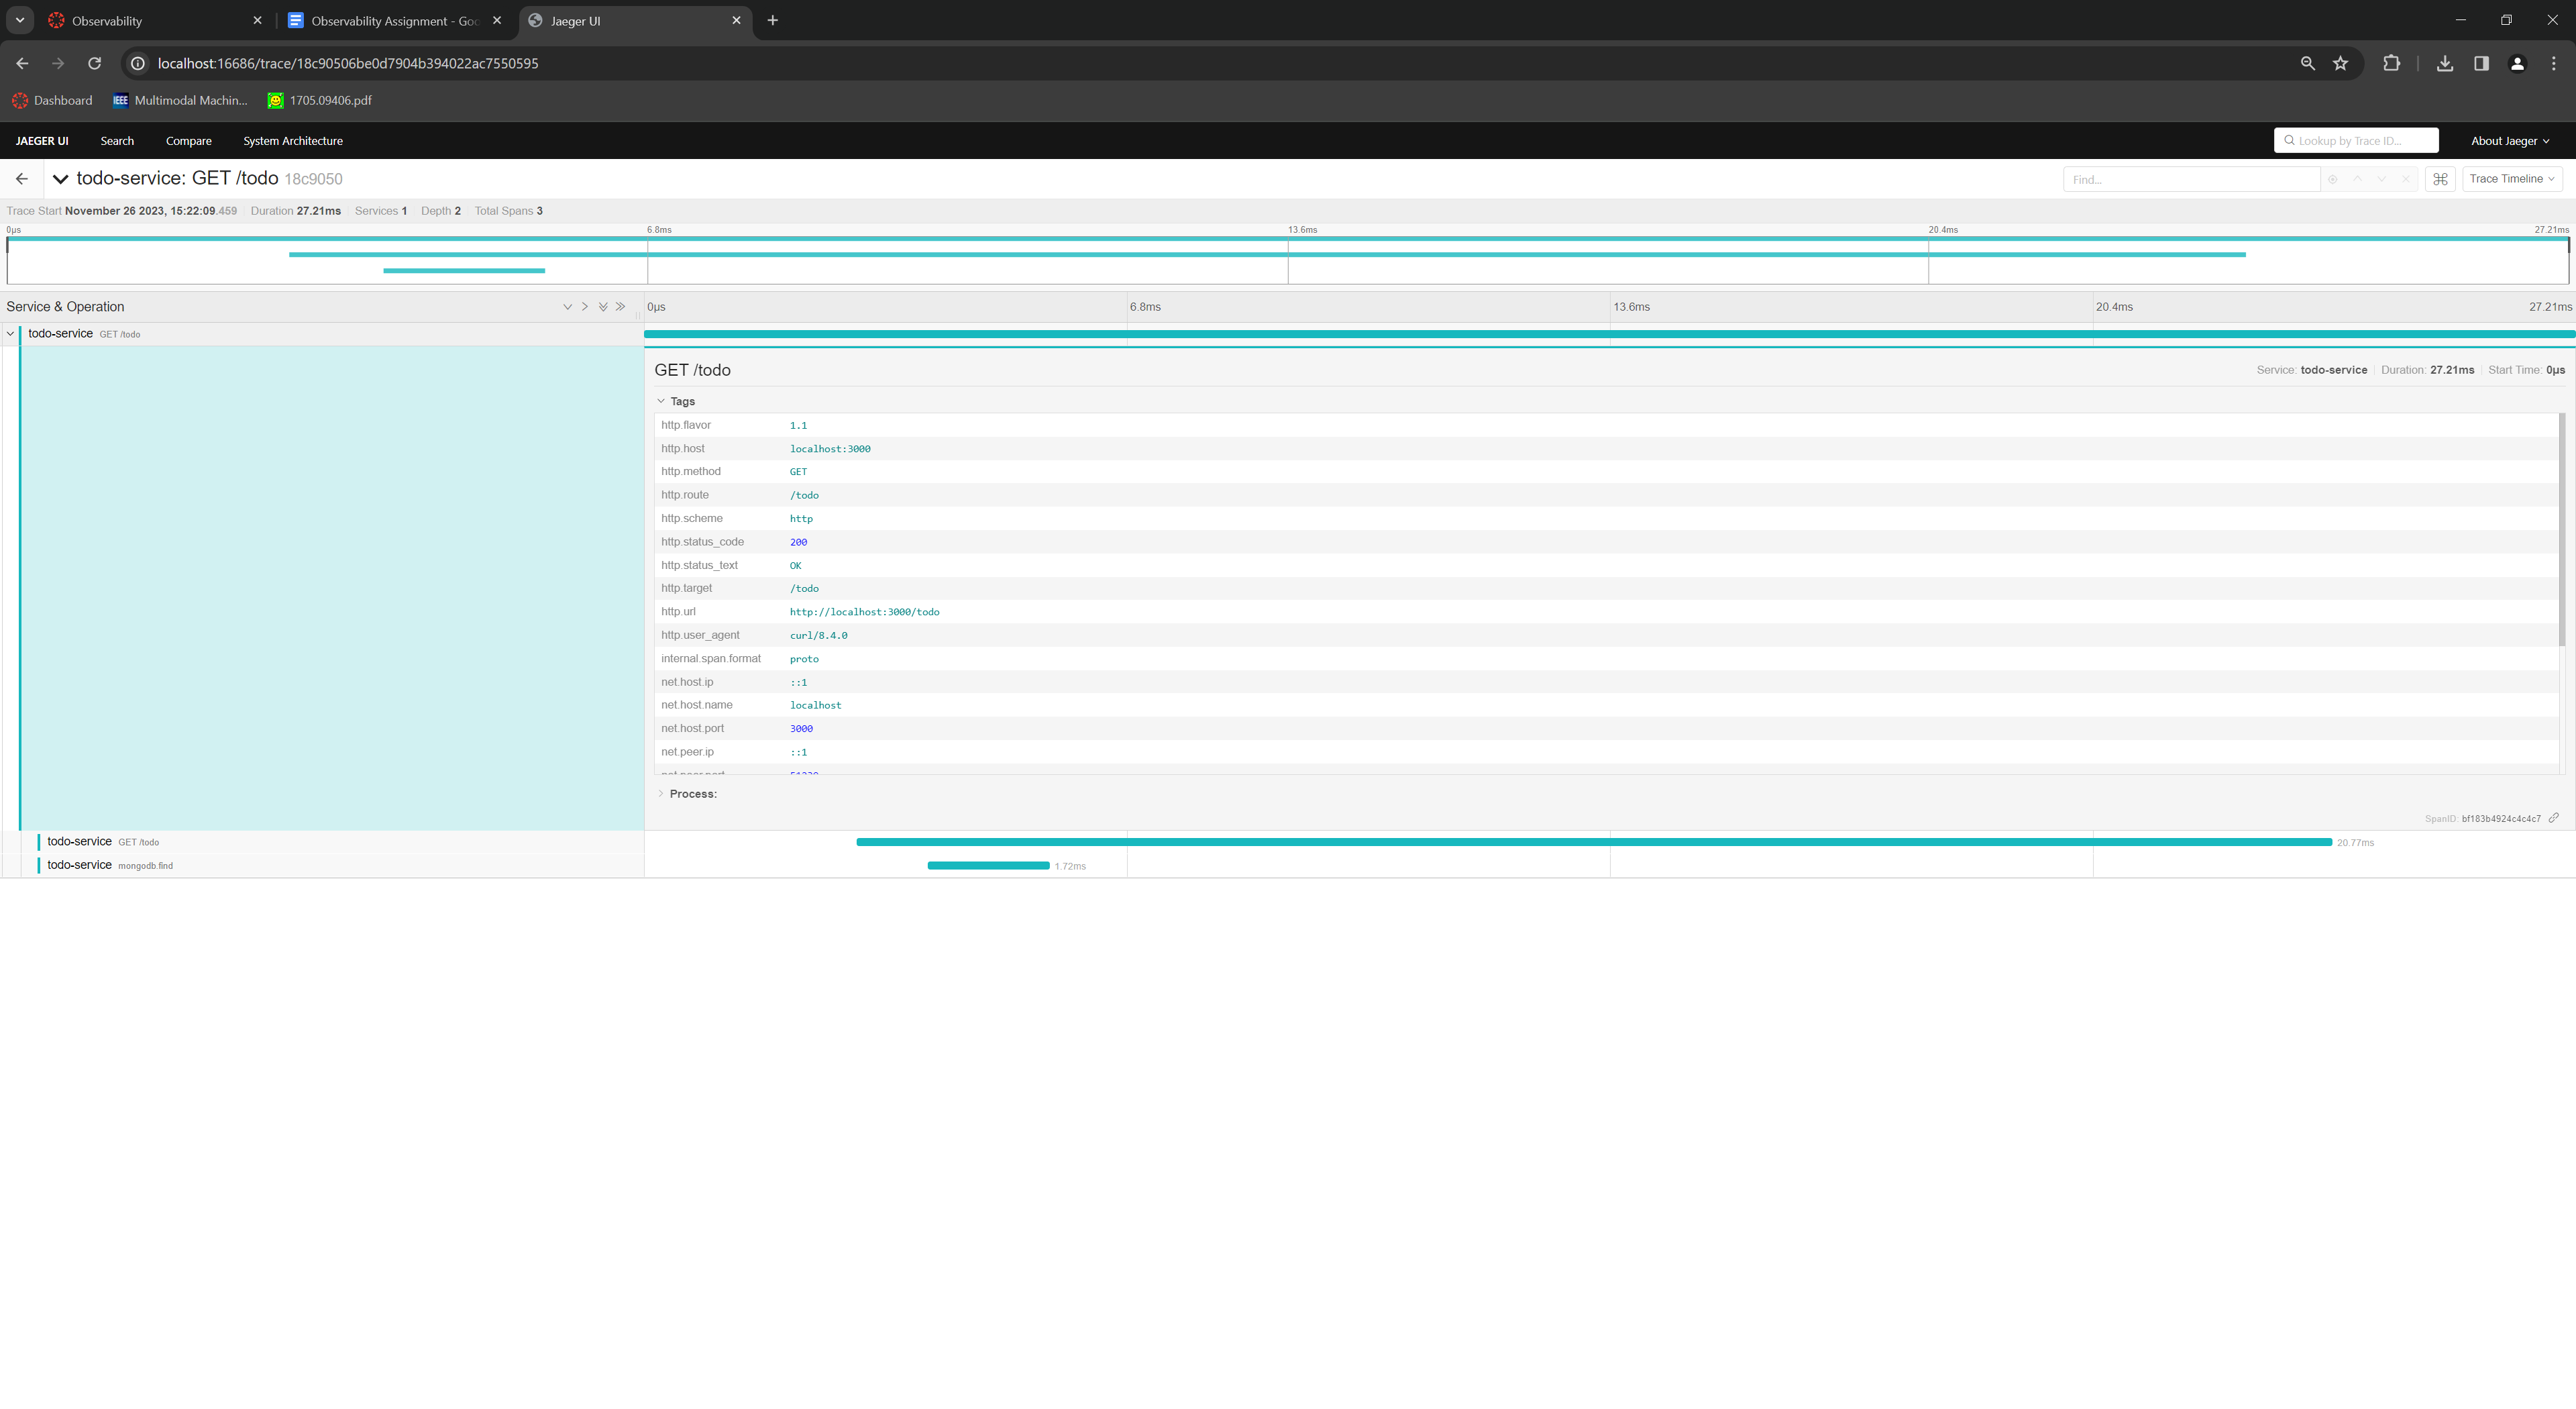 Observability
Observability Assignment - Goo
Jaeger UI
localhost:16686/trace/18c90506be0d7904b394022ac7550595
Dashboard
IEEE Multimodal Machin...
1705.09406.pdf
JAEGER UI Search Compare System Architecture Lookup by Trace ID... About Jaeger
todo-service: GET /todo 18c9050 Find... Trace Timeline
Trace Start November 26 2023, 15:22:09.459 Duration 27.21ms Services 1 Depth 2 Total Spans 3
0μs 6.8ms 13.6ms 20.4ms 27.21ms
Service & Operation 0μs 6.8ms 13.6ms 20.4ms 27.21ms
todo-service GET /todo
GET /todo Service: todo-service Duration: 27.21ms Start Time: 0μs
Tags
http.flavor 1.1
http.host localhost:3000
http.method GET
http.route /todo
http.scheme http
http.status_code 200
http.status_text OK
http.target /todo
http.url http://localhost:3000/todo
http.user_agent curl/8.4.0
internal.span.format proto
net.host.ip ::1
net.host.name localhost
net.host.port 3000
net.peer.ip ::1
Process:
SpanID: bf183b4924c4c4c7
todo-service GET /todo 20.77ms
todo-service mongodb.find 1.72ms